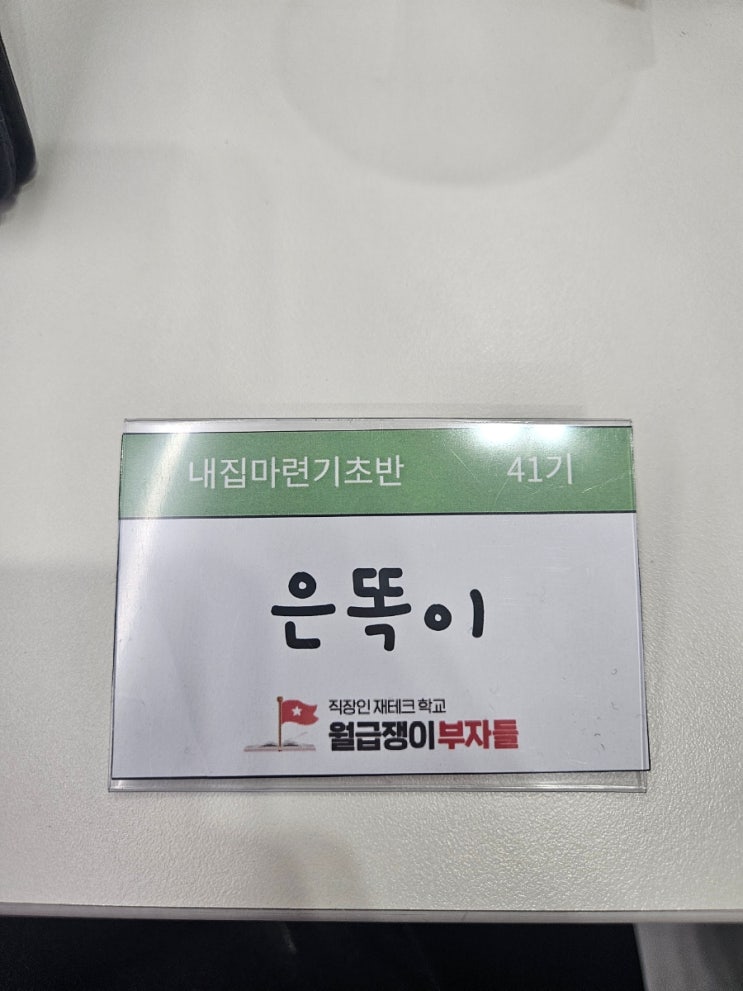 내집마련기초반 41기
은똑이
직장인 재테크 학교
월급쟁이부자들